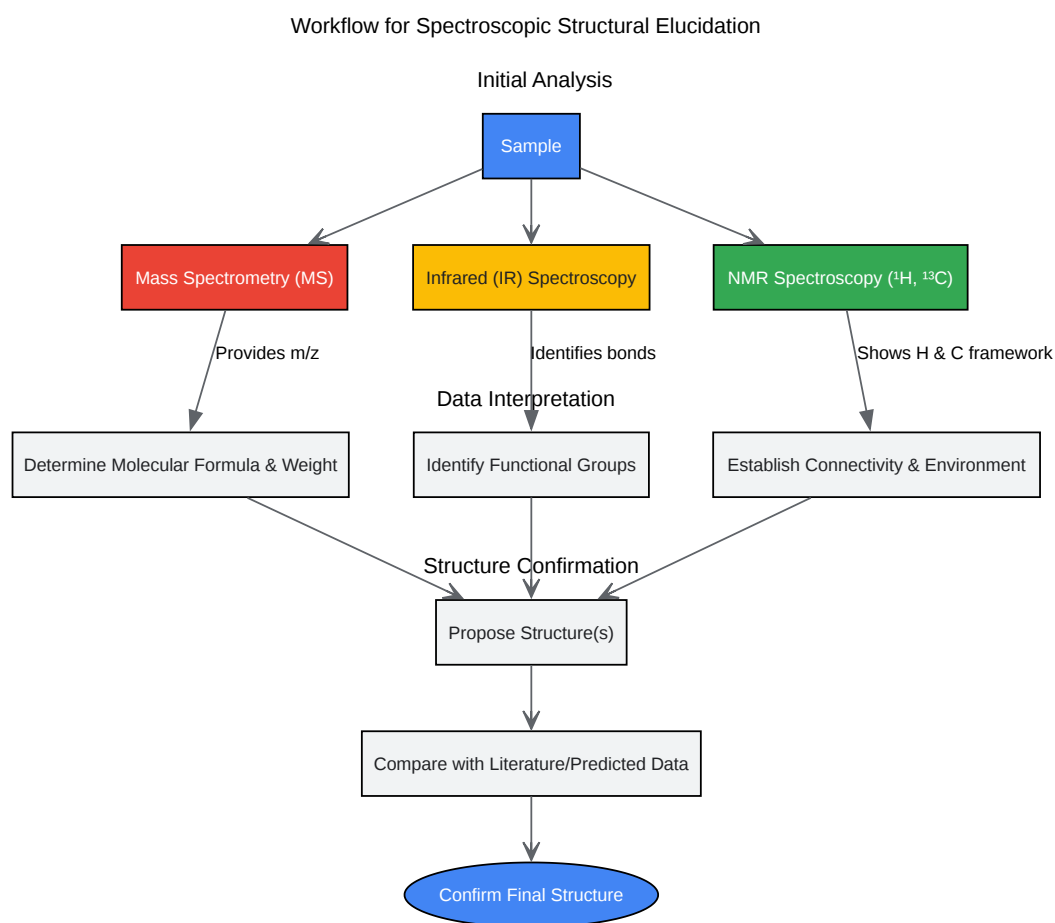 Workflow for Spectroscopic Structural Elucidation
Initial Analysis
Sample
Mass Spectrometry (MS)
Infrared (IR) Spectroscopy
NMR Spectroscopy (¹H, ¹³C)
Provides m/z
Identifies bonds
Shows H & C framework
Data Interpretation
Determine Molecular Formula & Weight
Identify Functional Groups
Establish Connectivity & Environment
Structure Confirmation
Propose Structure(s)
Compare with Literature/Predicted Data
Confirm Final Structure